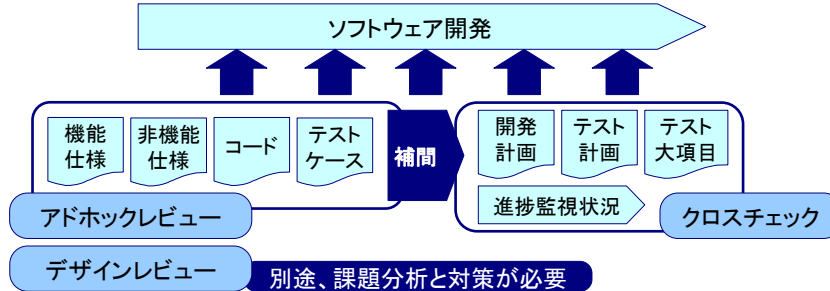 ソフトウェア開発
機能
仕様
非機能
仕様
コード
テスト
ケース
補間
開発
計画
テスト
計画
テスト
大項目
進捗監視状況
アドホックレビュー
クロスチェック
デザインレビュー
別途、課題分析と対策が必要